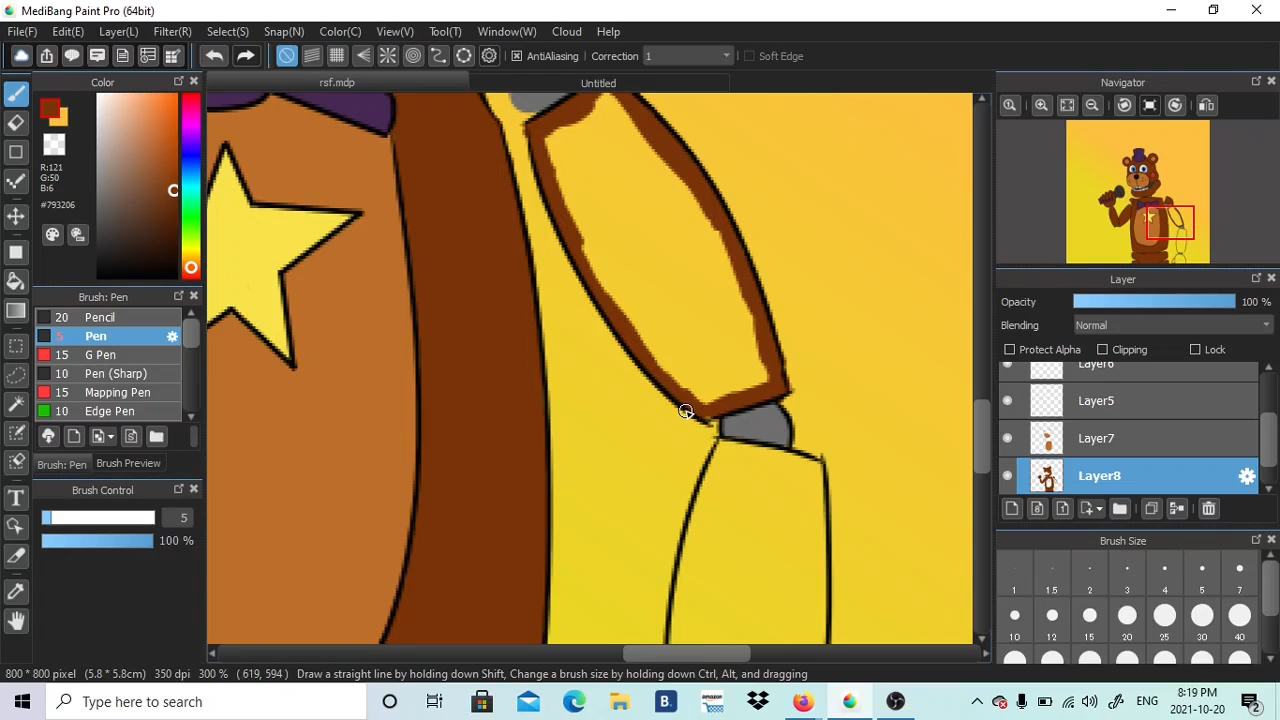 MediBang Paint Pro (64bit)
File(F) Edit(E) Layer(L) Filter(R) Select(S) Snap(N) Color(C) View(V) Tool(T) Window(W) Cloud Help
AntiAliasing Correction 1 Soft Edge
Color
rsf.mdp
Untitled
Navigator
R:121
G:50
B:6
#793206
Layer
Opacity 100 %
Blending Normal
Protect Alpha Clipping Lock
Layer6
Layer5
Layer7
Layer8
Brush: Pen
20 Pencil
5 Pen
15 G Pen
10 Pen (Sharp)
15 Mapping Pen
10 Edge Pen
Brush: Pen Brush Preview
Brush Control
5
100 %
Brush Size
1 1.5 2 3 4 5 7
10 12 15 20 25 30 40
800 * 800 pixel (5.8 * 5.8cm) 350 dpi 300 % ( 619, 594 ) Draw a straight line by holding down Shift, Change a brush size by holding down Ctrl, Alt, and dragging
Type here to search
B.
amazon
ENG
8:19 PM
2021-10-20
2